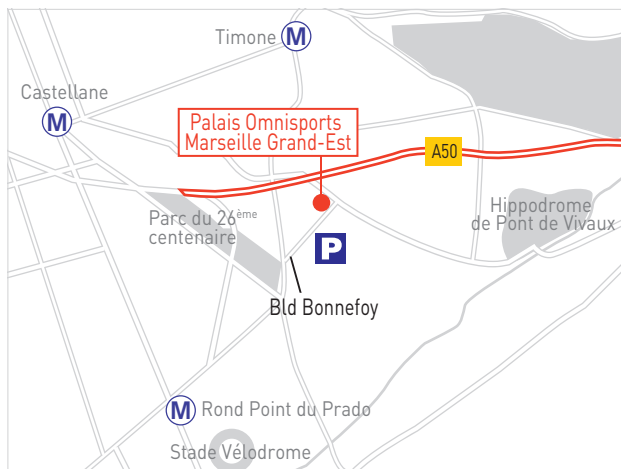 Timone M
Castellane
M
Palais Omnisports
Marseille Grand-Est
A50
Parc du 26ème
centenaire
Hippodrome
de Pont de Vivaux
P
Bld Bonnefoy
M Rond Point du Prado
Stade Vélodrome